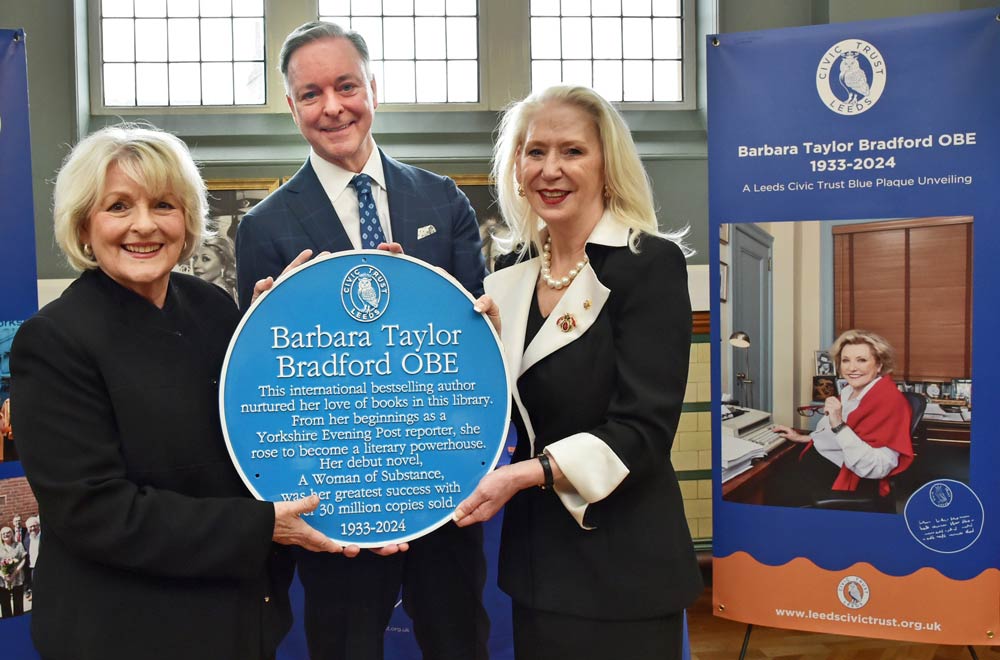 CIVIC TRUST
LEEDS
Barbara Taylor
Bradford OBE
This international bestselling author
nurtured her love of books in this library.
From her beginnings as a
Yorkshire Evening Post reporter, she
rose to become a literary powerhouse.
Her debut novel,
A Woman of Substance,
was her greatest success with
30 million copies sold.
1933-2024
CIVIC TRUST
LEEDS
Barbara Taylor Bradford OBE
1933-2024
A Leeds Civic Trust Blue Plaque Unveiling
www.leedscivictrust.org.uk